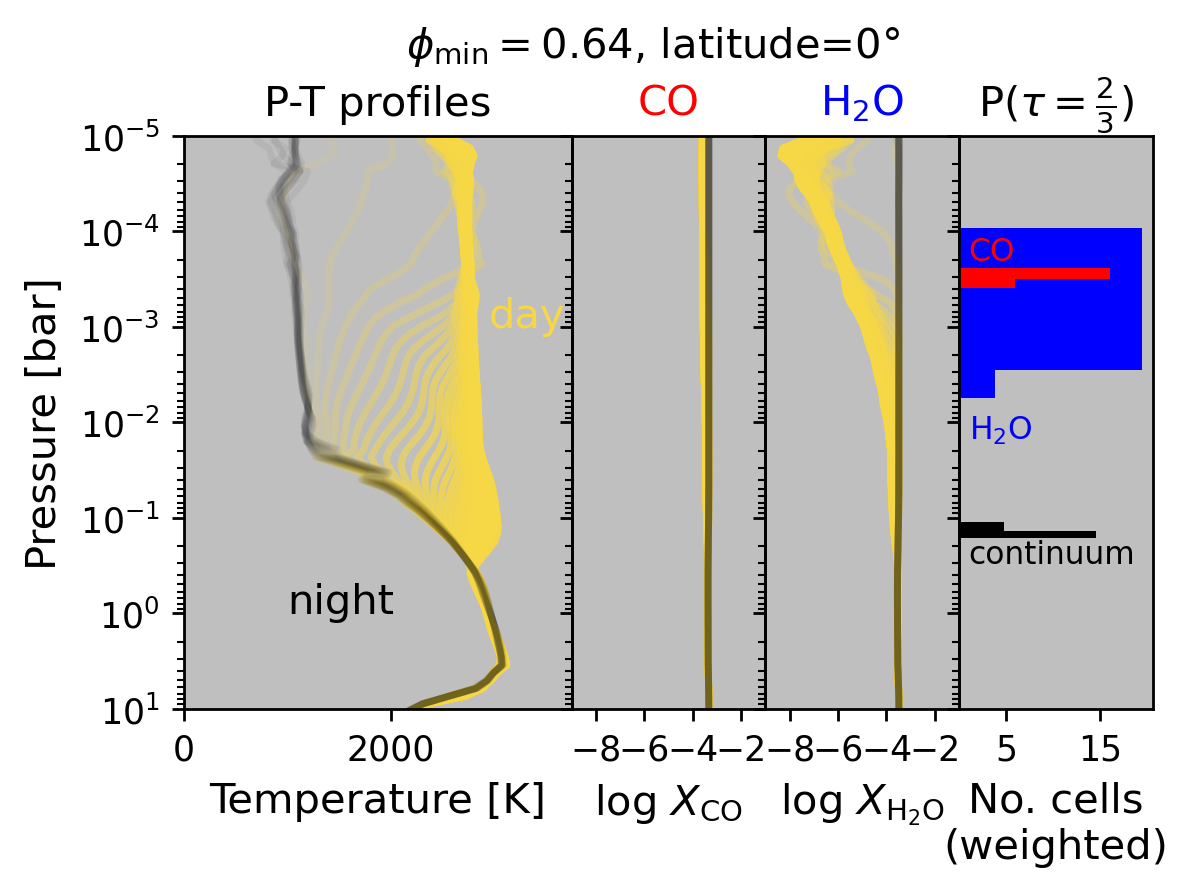 ϕmin = 0.64, latitude=0°
P-T profiles CO H₂O P(τ = 2/3)
10⁻⁵
10⁻⁴
10⁻³
10⁻²
10⁻¹
10⁰
10¹
Pressure [bar]
day
night
CO
H₂O
continuum
0 2000 −8 −6 −4 −2 −8 −6 −4 −2 5 15
Temperature [K] log X_CO log X_H₂O No. cells
(weighted)